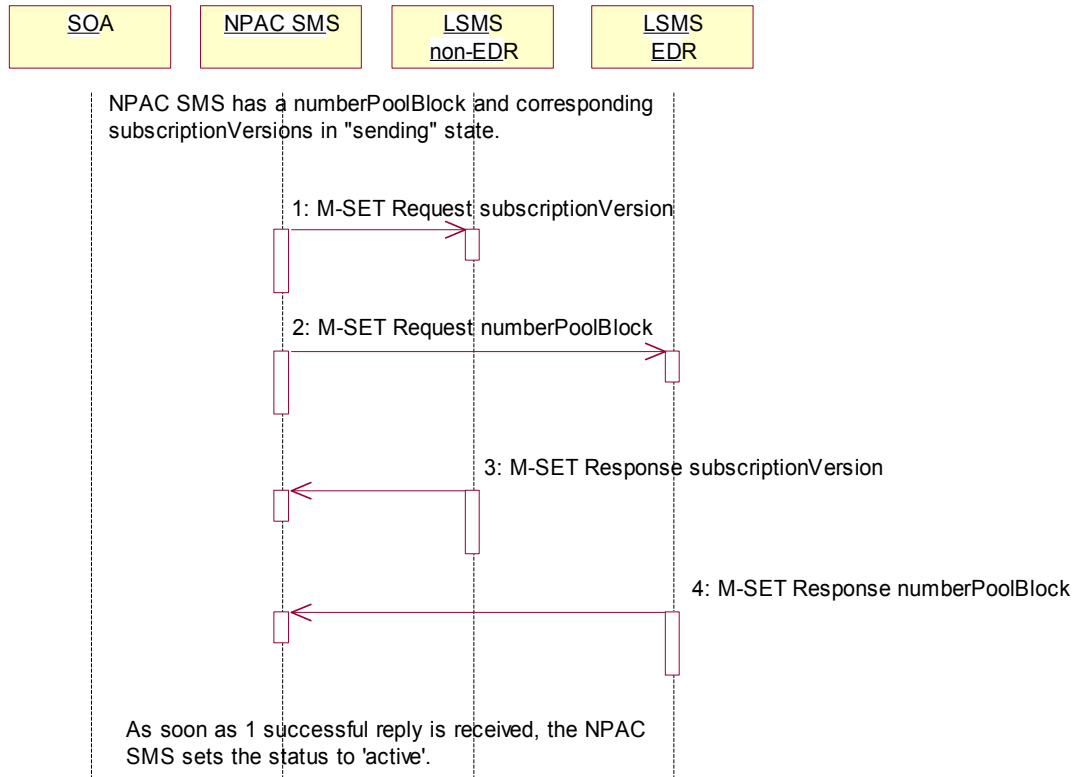 SOA
NPAC SMS
LSMS
non-EDR
LSMS
EDR
NPAC SMS has a numberPoolBlock and corresponding
subscriptionVersions in "sending" state.
1: M-SET Request subscriptionVersion
2: M-SET Request numberPoolBlock
3: M-SET Response subscriptionVersion
4: M-SET Response numberPoolBlock
As soon as 1 successful reply is received, the NPAC
SMS sets the status to 'active'.